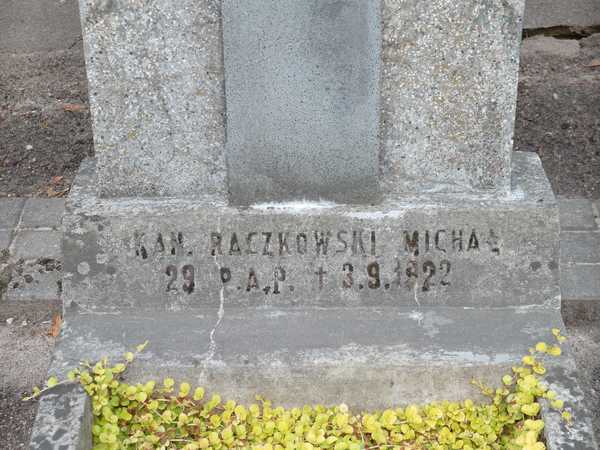 KAN. RACZKOWSKI MICHAŁ
29 P.A.P. † 3.9.1922